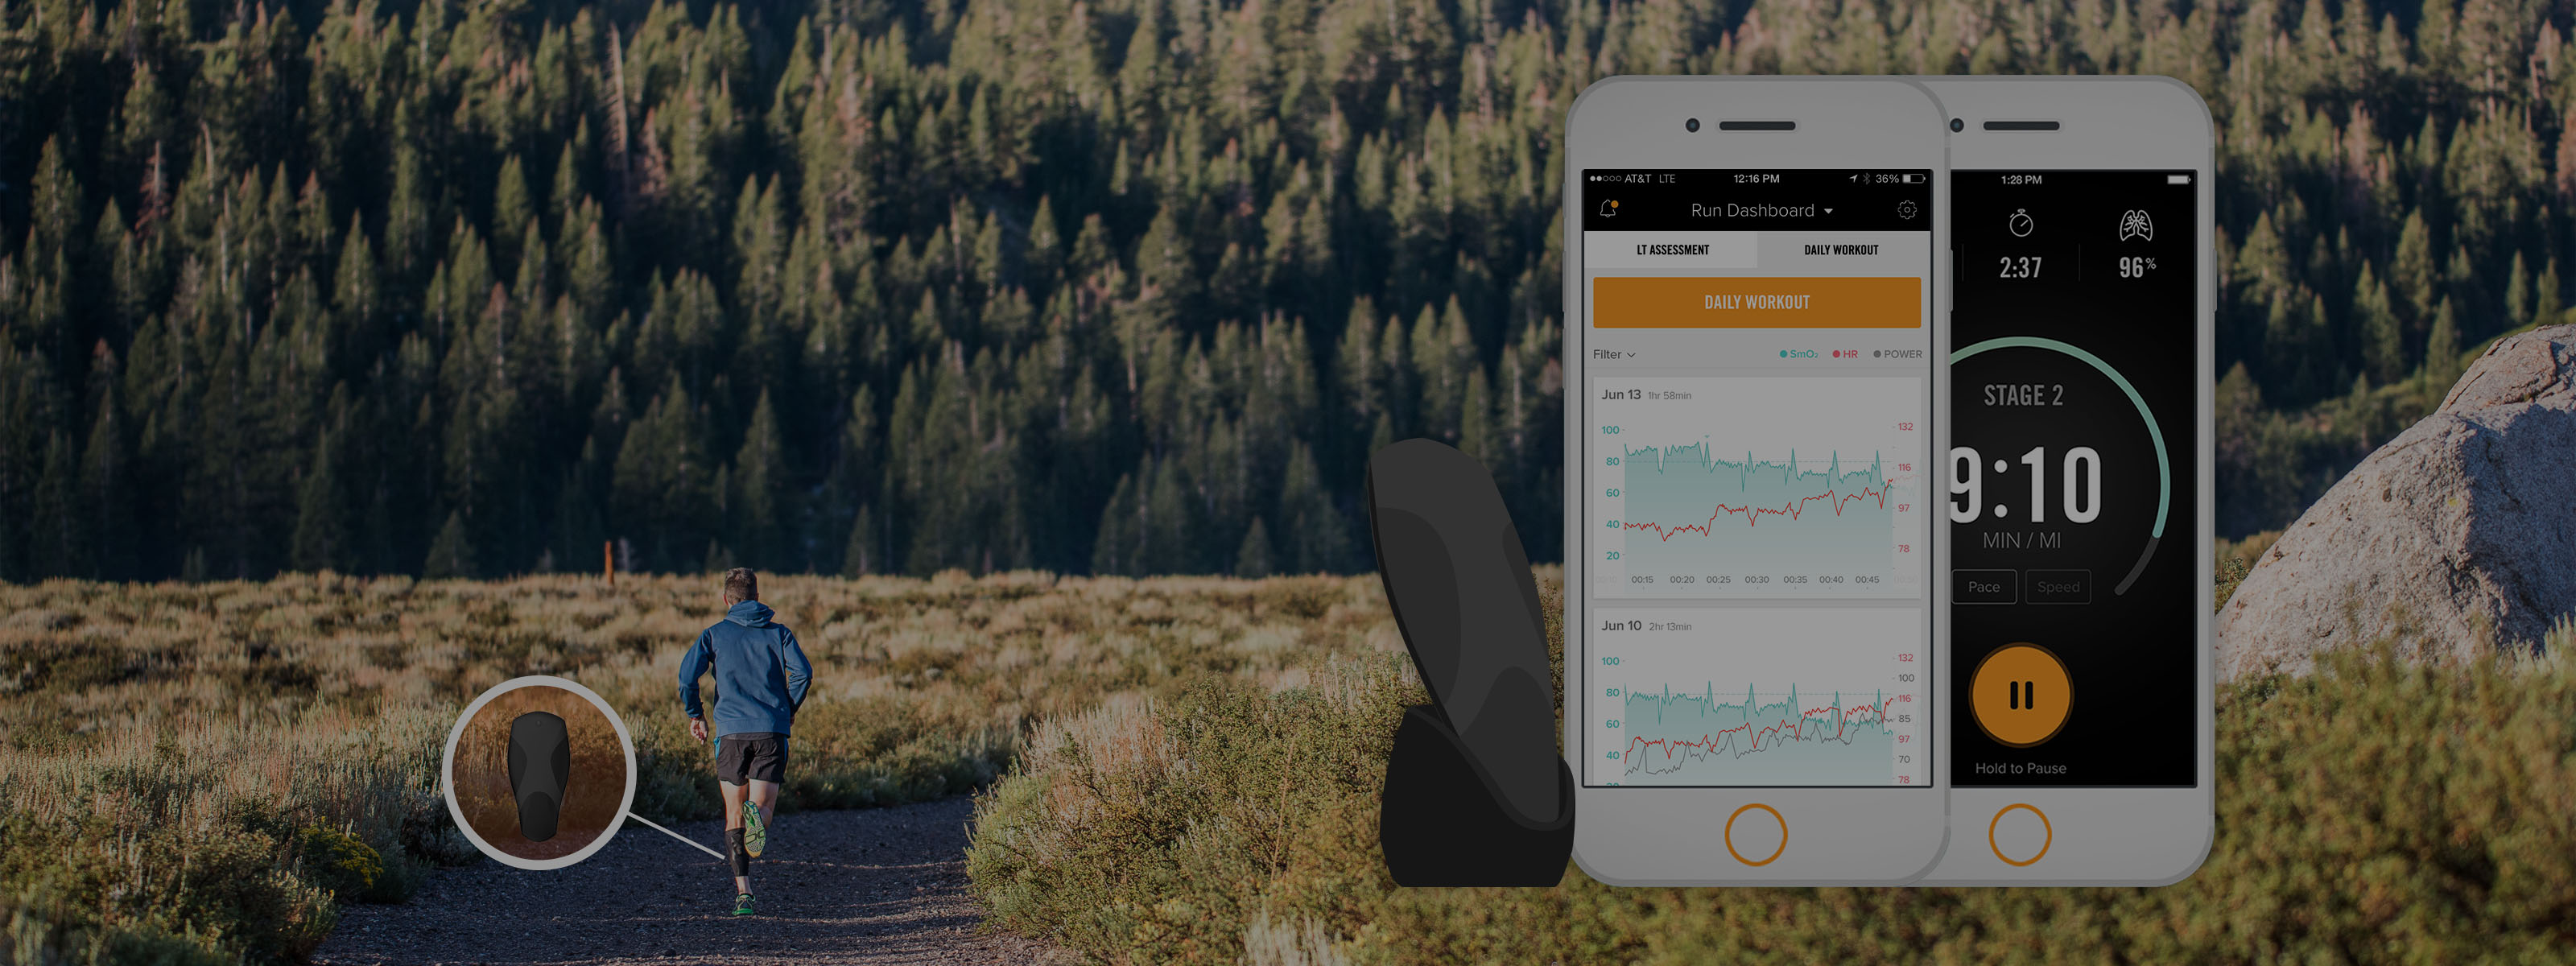 AT&T LTE 12:16 PM 36%
Run Dashboard
LT ASSESSMENT DAILY WORKOUT
DAILY WORKOUT
Filter SmO₂ HR POWER
Jun 13 1hr 58min
100 132
80 116
60 97
40 78
20
00:15 00:20 00:25 00:30 00:35 00:40 00:45
Jun 10 2hr 13min
100 132
100
80 116
60 85
97
40 70
78
1:28 PM
2:37 96%
STAGE 2
9:10
MIN / MI
Pace Speed
Hold to Pause